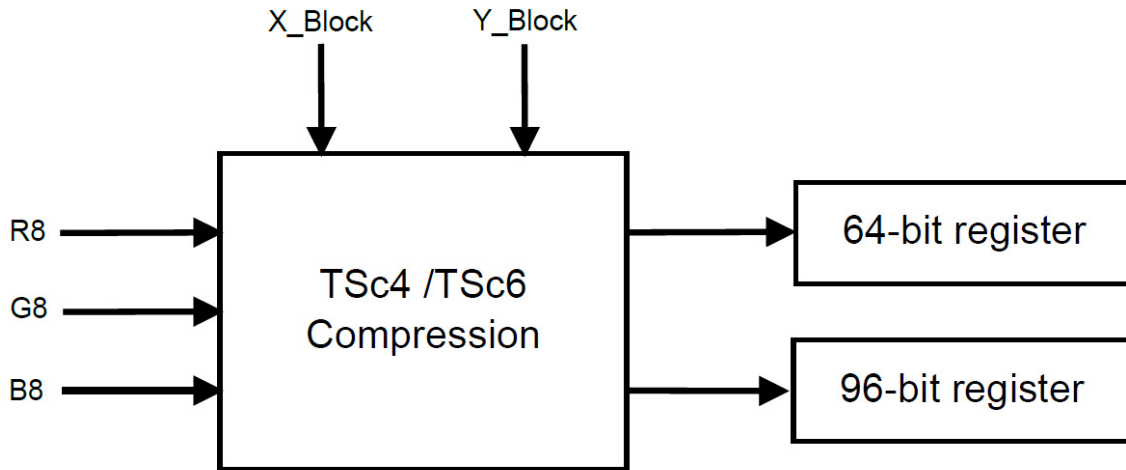 X_Block
Y_Block
R8
G8
B8
TSc4 /TSc6
Compression
64-bit register
96-bit register